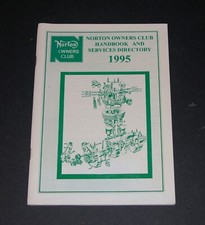 Norton
OWNERS
CLUB
NORTON OWNERS CLUB
HANDBOOK AND
SERVICES DIRECTORY
1995